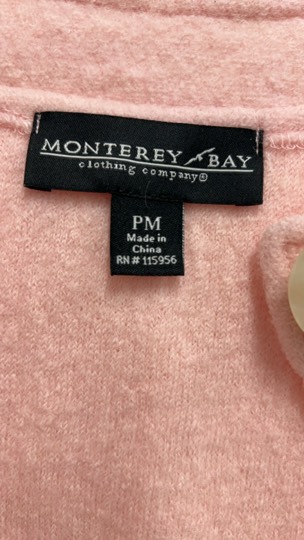 MONTEREY BAY
clothing company®
PM
Made in
China
RN# 115956